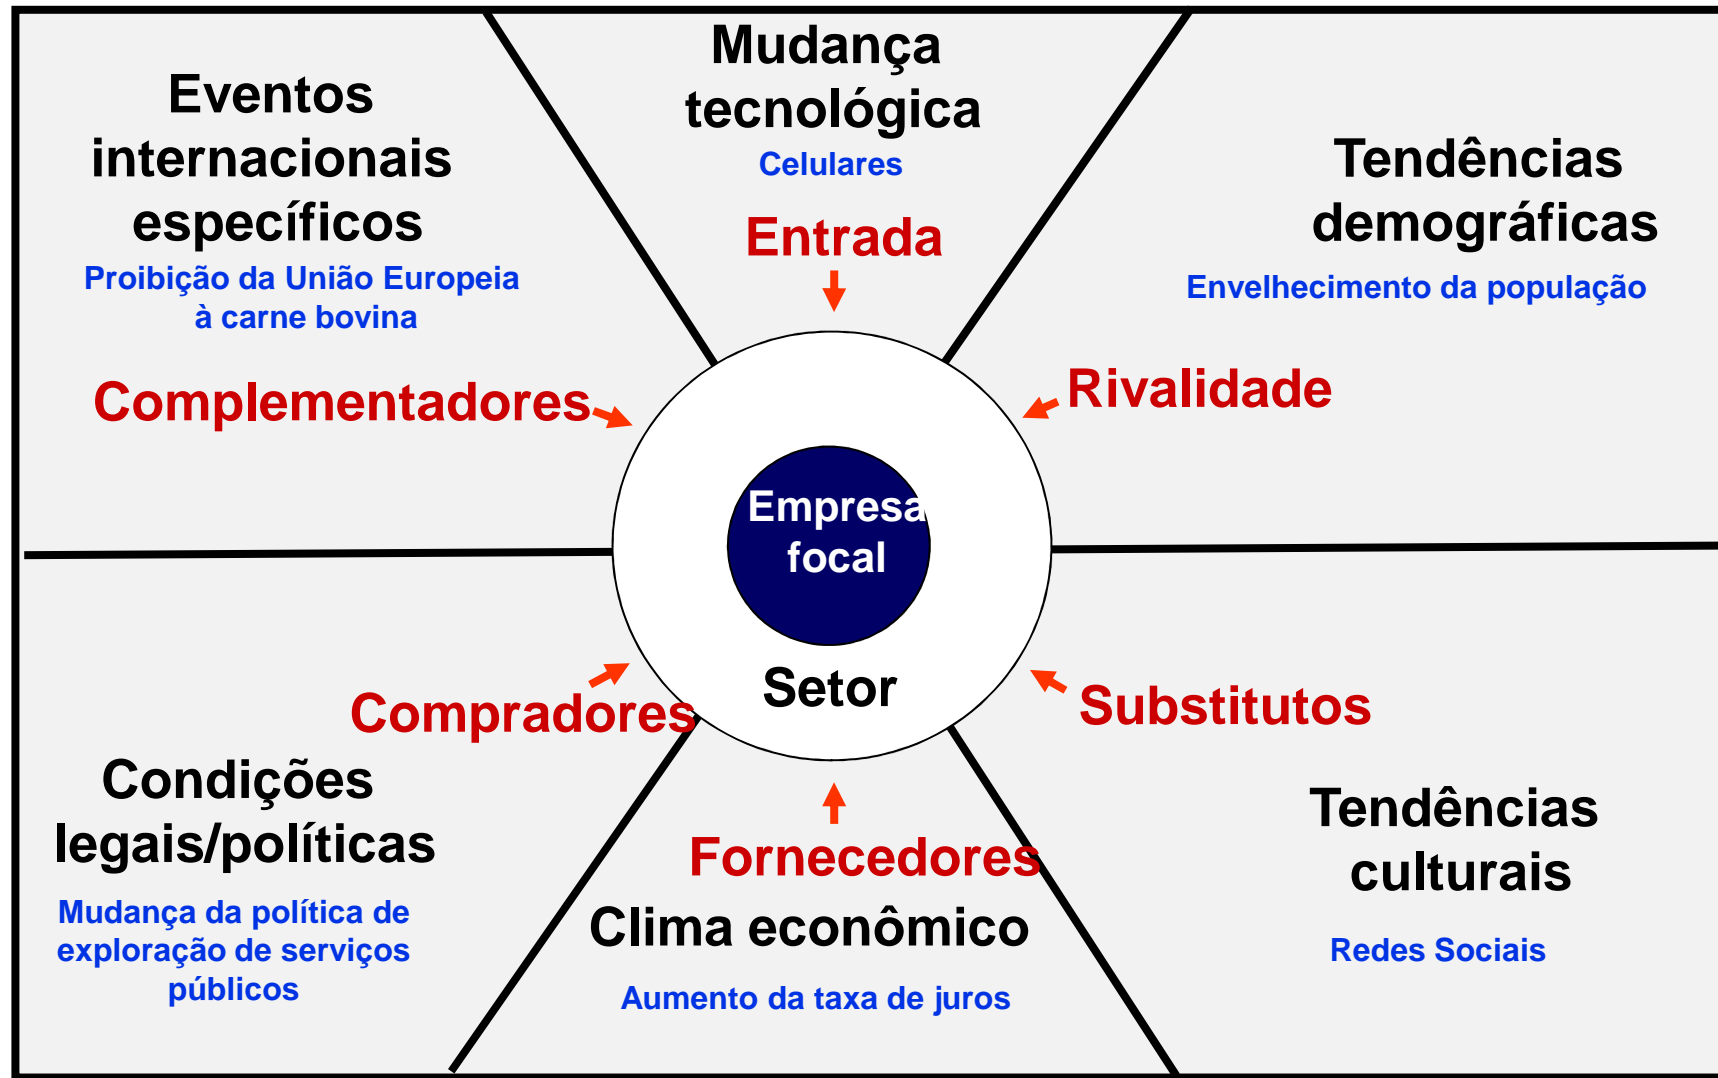 Eventos
internacionais
específicos
Proibição da União Europeia
à carne bovina
Complementadores
Mudança
tecnológica
Celulares
Entrada
Tendências
demográficas
Envelhecimento da população
Rivalidade
Empresa
focal
Setor
Compradores
Condições
legais/políticas
Mudança da política de
exploração de serviços
públicos
Fornecedores
Clima econômico
Aumento da taxa de juros
Substitutos
Tendências
culturais
Redes Sociais